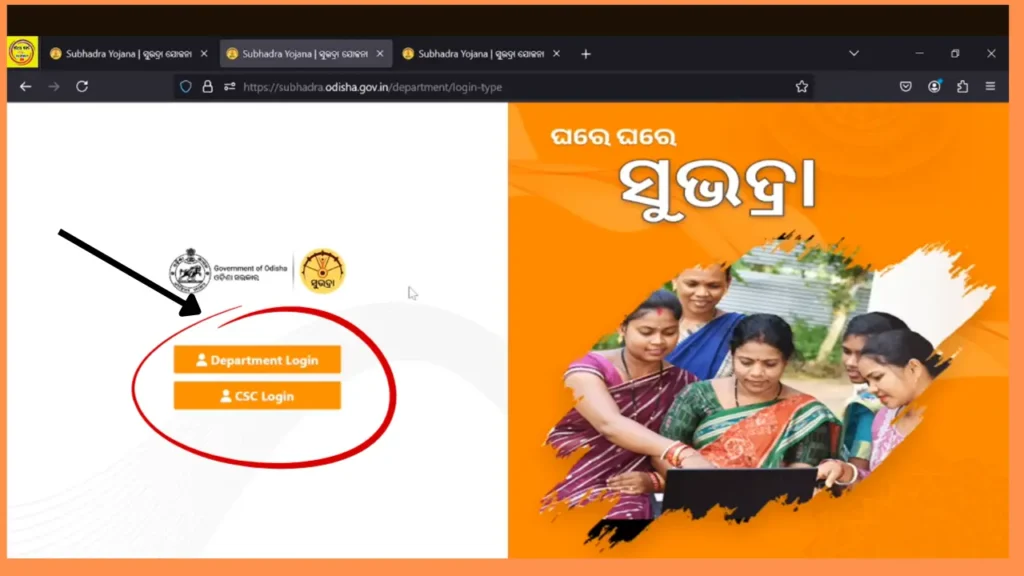 Subhadra Yojana | ସୁଭଦ୍ରା ଯୋଜନା
Subhadra Yojana | ସୁଭଦ୍ରା ଯୋଜନା
Subhadra Yojana | ସୁଭଦ୍ରା ଯୋଜନା
https://subhadra.odisha.gov.in/department/login-type
ଘରେ ଘରେ
ସୁଭଦ୍ରା
Government of Odisha
ଓଡ଼ିଶା ସରକାର
ସୁଭଦ୍ରା
Department Login
CSC Login